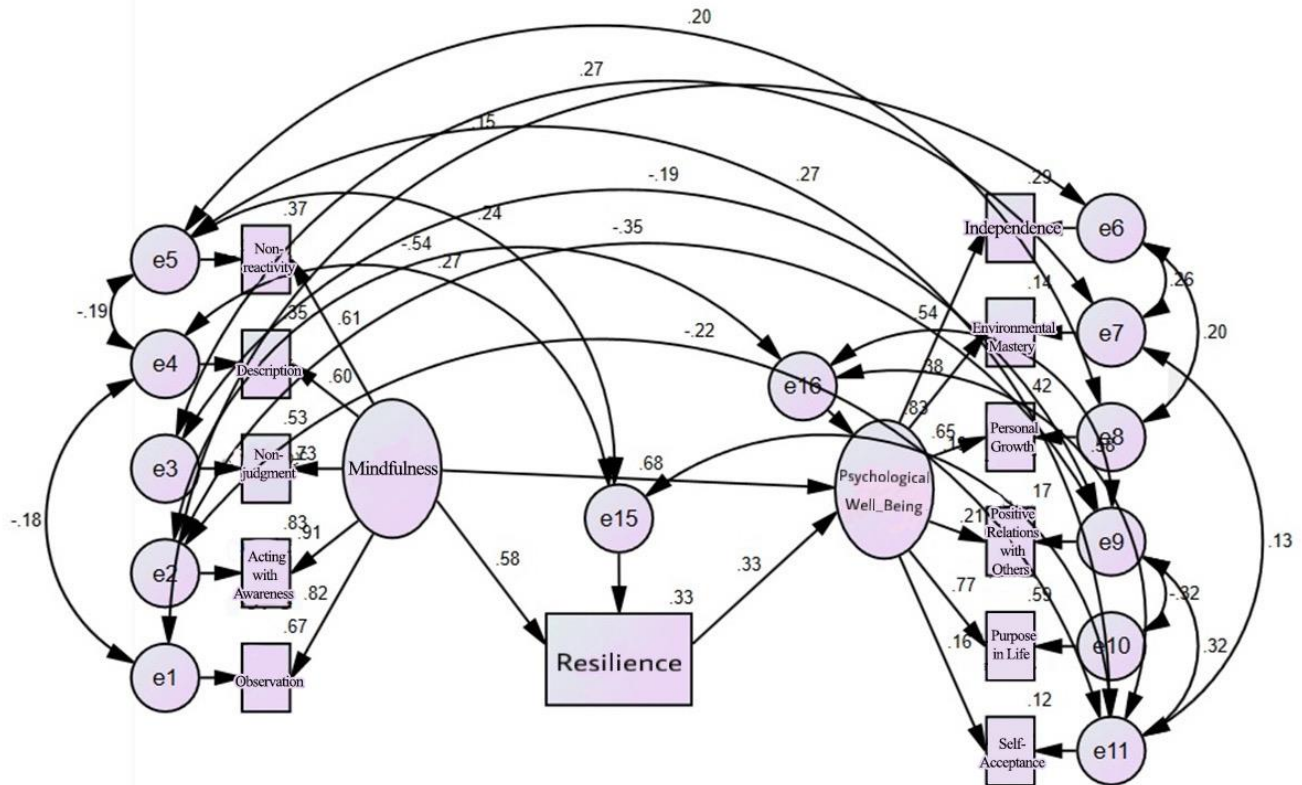 .20
.27
.15
-.19
.27
.29
.37
.24
-.54
-.35
.27
Independence
e6
Non-
reactivity
e5
.26
.14
-.19
.35
.61
.54
Environmental
Mastery
e7
.20
-.22
e4
Description
.60
e16
.38
.42
.53
.83
.65
Personal
Growth
e8
e3
Non-
judgment
.73
Mindfulness
.68
Psychological
Well_Being
17
-.18
.83
.91
e15
.21
Positive
Relations
with
Others
e9
.13
e2
Acting
with
Awareness
.82
.58
.33
.33
.77
.59
-.32
.67
Resilience
.16
Purpose
in Life
e10
.32
e1
Observation
.12
Self-
Acceptance
e11